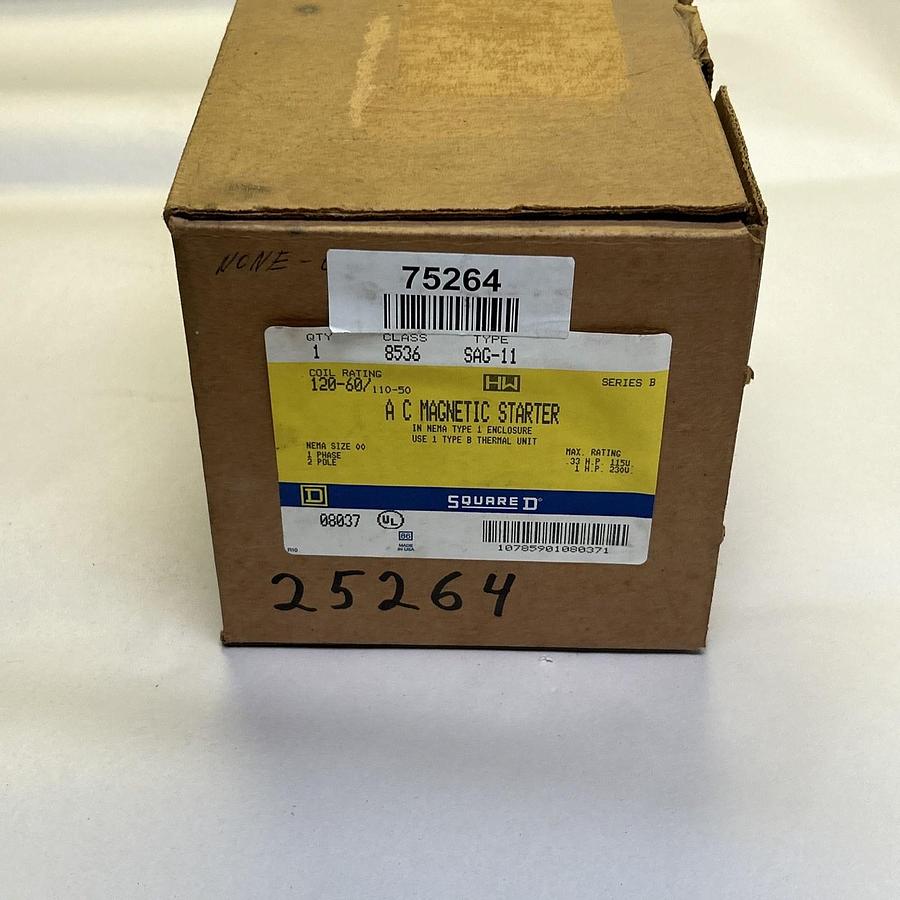 NONE -
75264
QTY CLASS TYPE
1 8536 SAG-11
COIL RATING
120-60/110-50
HW
SERIES B
A C MAGNETIC STARTER
IN NEMA TYPE 1 ENCLOSURE
USE 1 TYPE B THERMAL UNIT
NEMA SIZE 00
1 PHASE
2 POLE
MAX. RATING
.33 H.P. 115V.
1 H.P. 230V.
D
SQUARE D
08037
UL
MADE
IN USA
10785901080371
25264